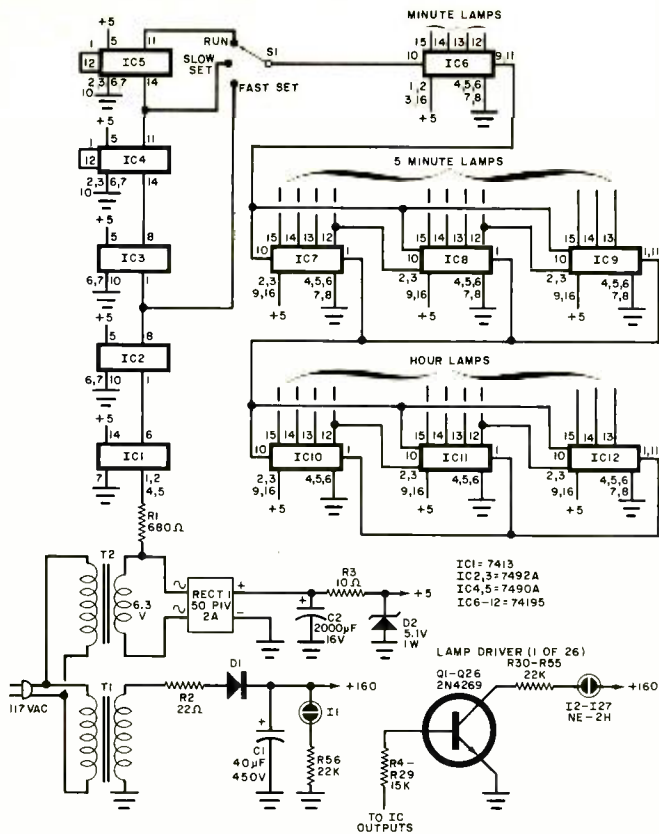 MINUTE LAMPS
+5
1
5
11
12
IC5
2,3
6,7
10
14
RUN
SLOW
SET
FAST SET
S1
15
14
13
12
10
IC6
9,11
1,2
3,16
+5
4,5,6
7,8
+5
1
5
11
12
IC4
2,3
6,7
10
14
5 MINUTE LAMPS
15
14
13
12
10
IC7
1
2,3
9,16
+5
4,5,6
7,8
15
14
13
12
10
IC8
1
2,3
9,16
+5
4,5,6
7,8
15
14
13
10
IC9
1,11
2,3
9,16
+5
4,5,6
7,8
+5
5
8
IC3
6,7
10
1
+5
5
8
IC2
6,7
10
1
HOUR LAMPS
15
14
13
12
10
IC10
1
2,3
9,16
+5
4,5,6
7,8
15
14
13
12
10
IC11
1
2,3
9,16
+5
4,5,6
7,8
15
14
13
10
IC12
1,11
2,3
9,16
+5
4,5,6
7,8
+5
14
6
IC1
7
1,2
4,5
R1
680Ω
T2
6.3
V
RECT 1
50 PIV
2A
+
−
R3
10Ω
+5
+
C2
2000µF
16V
D2
5.1V
1W
IC1= 7413
IC2,3= 7492A
IC4,5= 7490A
IC6-12= 74195
117VAC
T1
R2
22Ω
D1
+160
+
C1
40µF
450V
I1
R56
22K
LAMP DRIVER (1 OF 26)
Q1-Q26
2N4269
R30-R55
22K
+160
I2-I27
NE-2H
R4-
R29
15K
TO IC
OUTPUTS